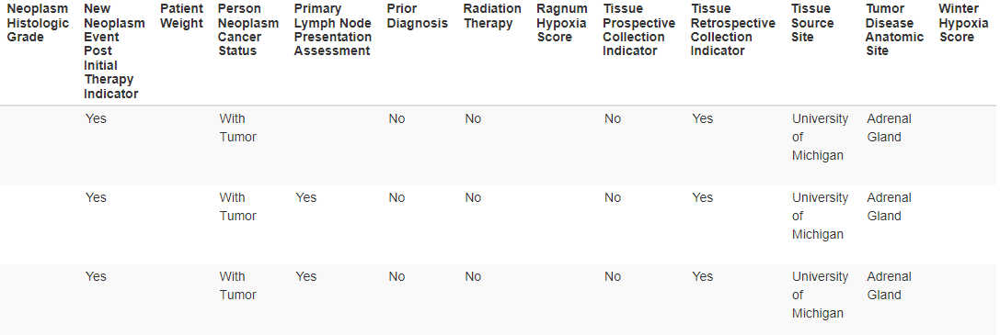 Neoplasm Histologic Grade | New Neoplasm Event Post Initial Therapy Indicator | Patient Weight | Person Neoplasm Cancer Status | Primary Lymph Node Presentation Assessment | Prior Diagnosis | Radiation Therapy | Ragnum Hypoxia Score | Tissue Prospective Collection Indicator | Tissue Retrospective Collection Indicator | Tissue Source Site | Tumor Disease Anatomic Site | Winter Hypoxia Score
Yes | With Tumor | No | No | No | Yes | University of Michigan | Adrenal Gland
Yes | With Tumor | Yes | No | No | No | Yes | University of Michigan | Adrenal Gland
Yes | With Tumor | Yes | No | No | No | Yes | University of Michigan | Adrenal Gland